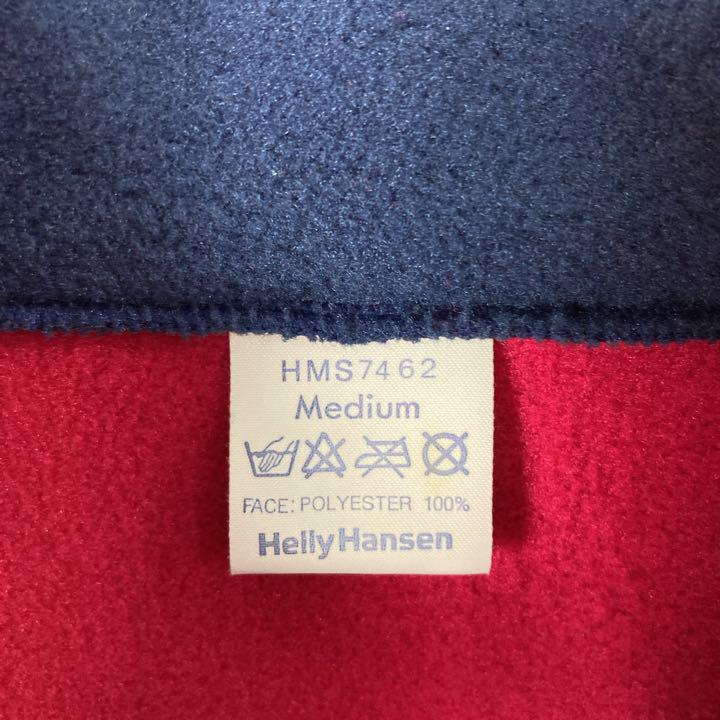 HMS7462
Medium
FACE: POLYESTER 100%
HellyHansen